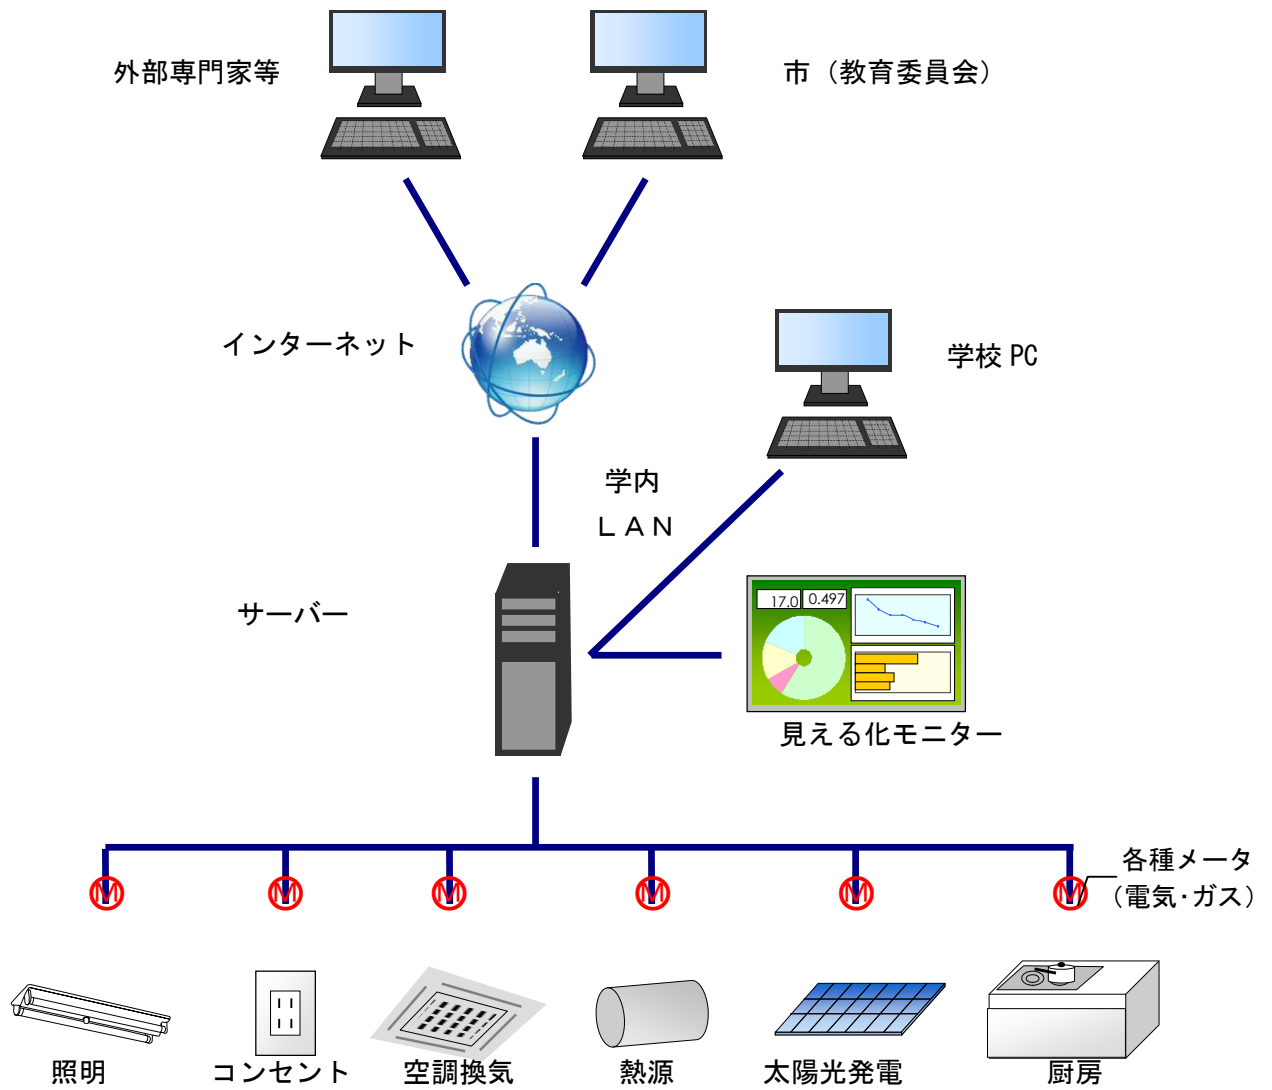 外部専門家等
市（教育委員会）
インターネット
学校 PC
学内
ＬＡＮ
サーバー
17.0 0.497
見える化モニター
各種メータ
（電気・ガス）
M M M M M M
照明 コンセント 空調換気 熱源 太陽光発電 厨房